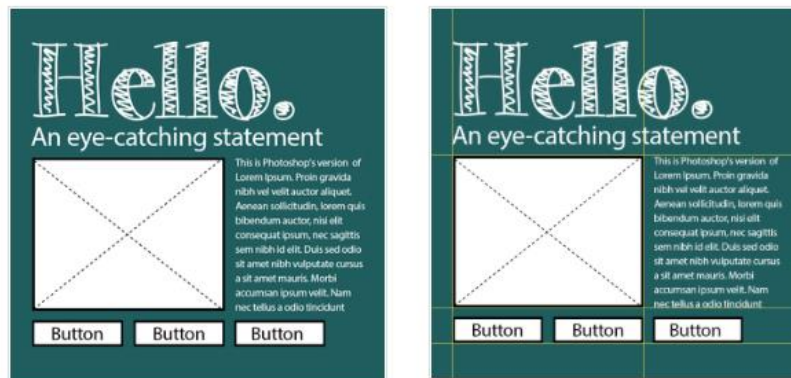 Hello.
An eye-catching statement
This is Photoshop's version of
Lorem Ipsum. Proin gravida
nibh vel velit auctor aliquet.
Aenean sollicitudin, lorem quis
bibendum auctor, nisi elit
consequat ipsum, nec sagittis
sem nibh id elit. Duis sed odio
sit amet nibh vulputate cursus
a sit amet mauris. Morbi
accumsan ipsum velit. Nam
nec tellus a odio tincidunt
Button Button Button
Hello.
An eye-catching statement
This is Photoshop's version of
Lorem Ipsum. Proin gravida
nibh vel velit auctor aliquet.
Aenean sollicitudin, lorem quis
bibendum auctor, nisi elit
consequat ipsum, nec sagittis
sem nibh id elit. Duis sed odio
sit amet nibh vulputate cursus
a sit amet mauris. Morbi
accumsan ipsum velit. Nam
nec tellus a odio tincidunt
Button Button Button